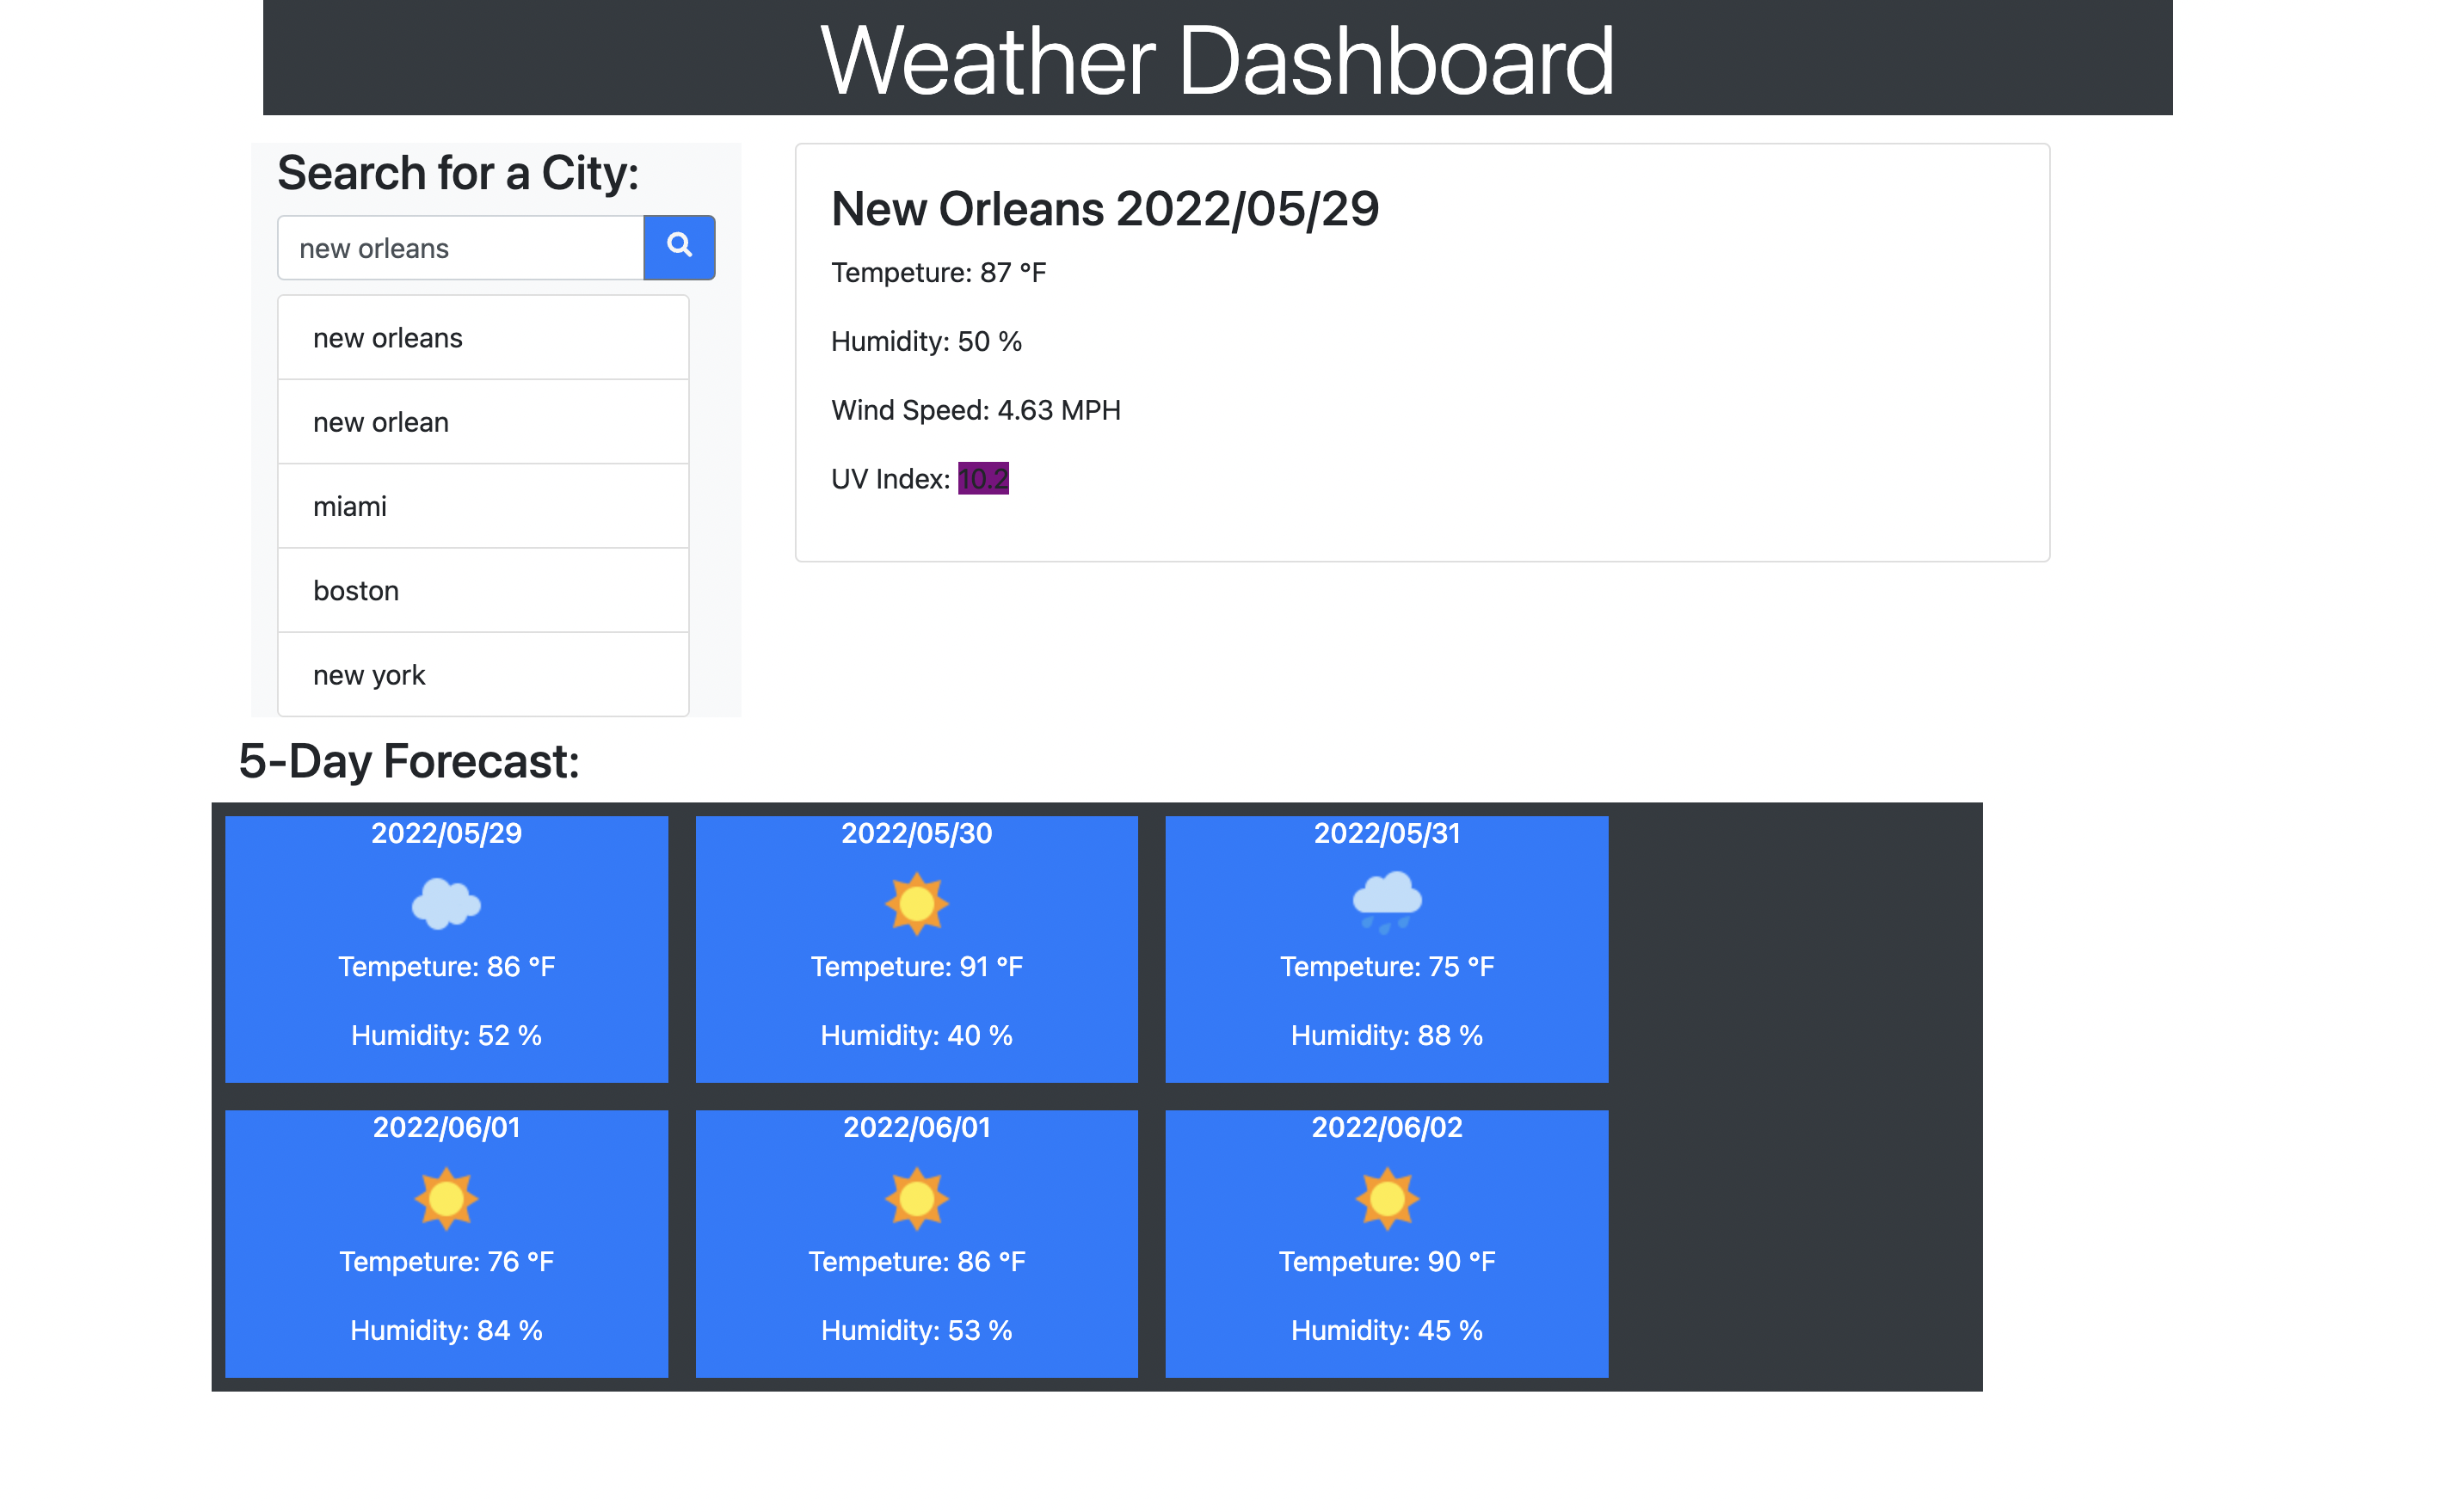 Weather Dashboard
Search for a City:
new orleans
new orleans
new orlean
miami
boston
new york
New Orleans 2022/05/29
Tempeture: 87 °F
Humidity: 50 %
Wind Speed: 4.63 MPH
UV Index: 10.2
5-Day Forecast:
2022/05/29
Tempeture: 86 °F
Humidity: 52 %
2022/05/30
Tempeture: 91 °F
Humidity: 40 %
2022/05/31
Tempeture: 75 °F
Humidity: 88 %
2022/06/01
Tempeture: 76 °F
Humidity: 84 %
2022/06/01
Tempeture: 86 °F
Humidity: 53 %
2022/06/02
Tempeture: 90 °F
Humidity: 45 %